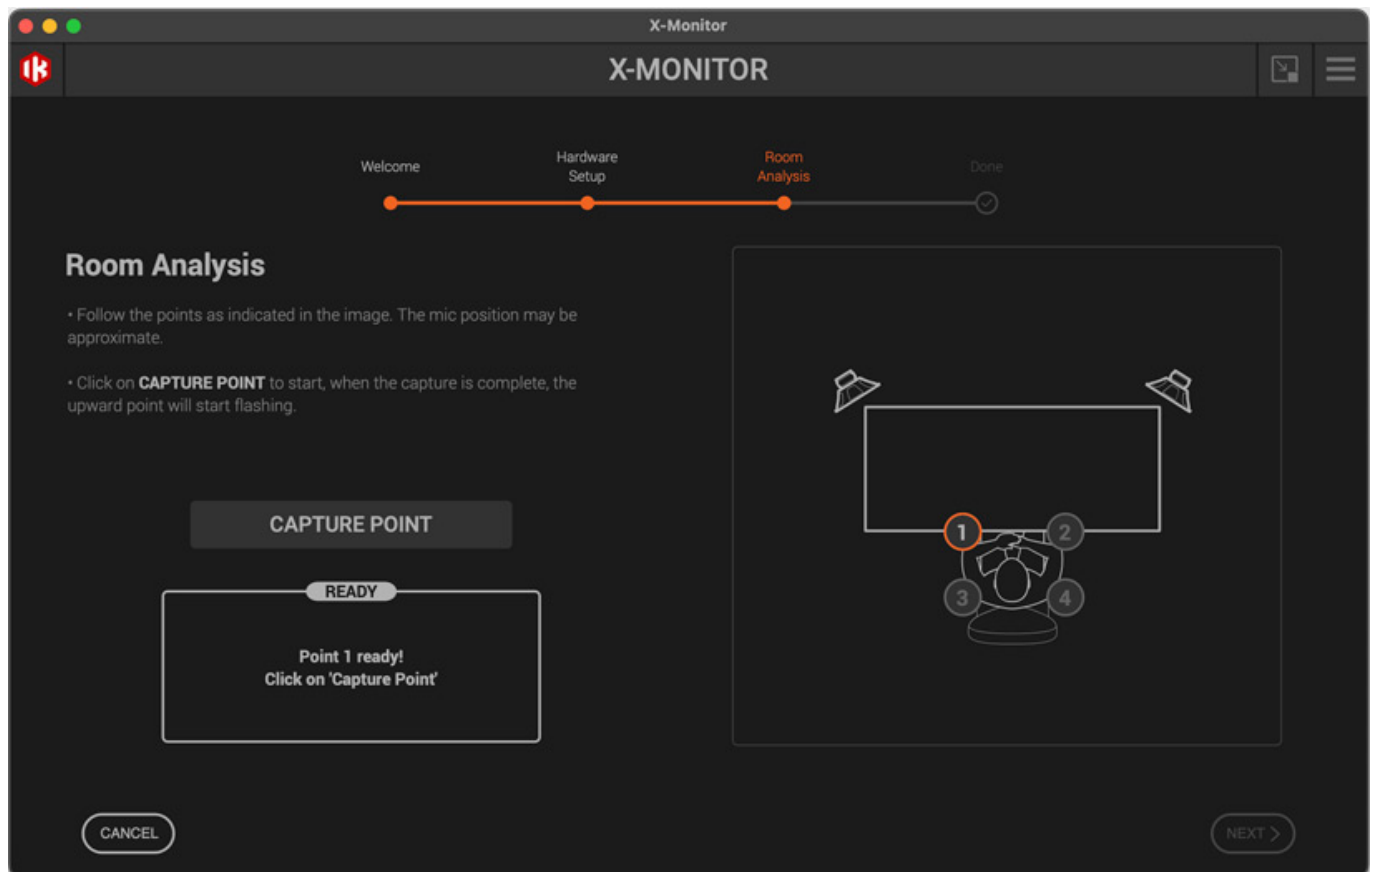 X-Monitor
IK
X-MONITOR
Welcome
Hardware
Setup
Room
Analysis
Done
Room Analysis
• Follow the points as indicated in the image. The mic position may be
approximate.
• Click on CAPTURE POINT to start, when the capture is complete, the
upward point will start flashing.
CAPTURE POINT
READY
Point 1 ready!
Click on 'Capture Point'
1
2
3
4
CANCEL
NEXT >